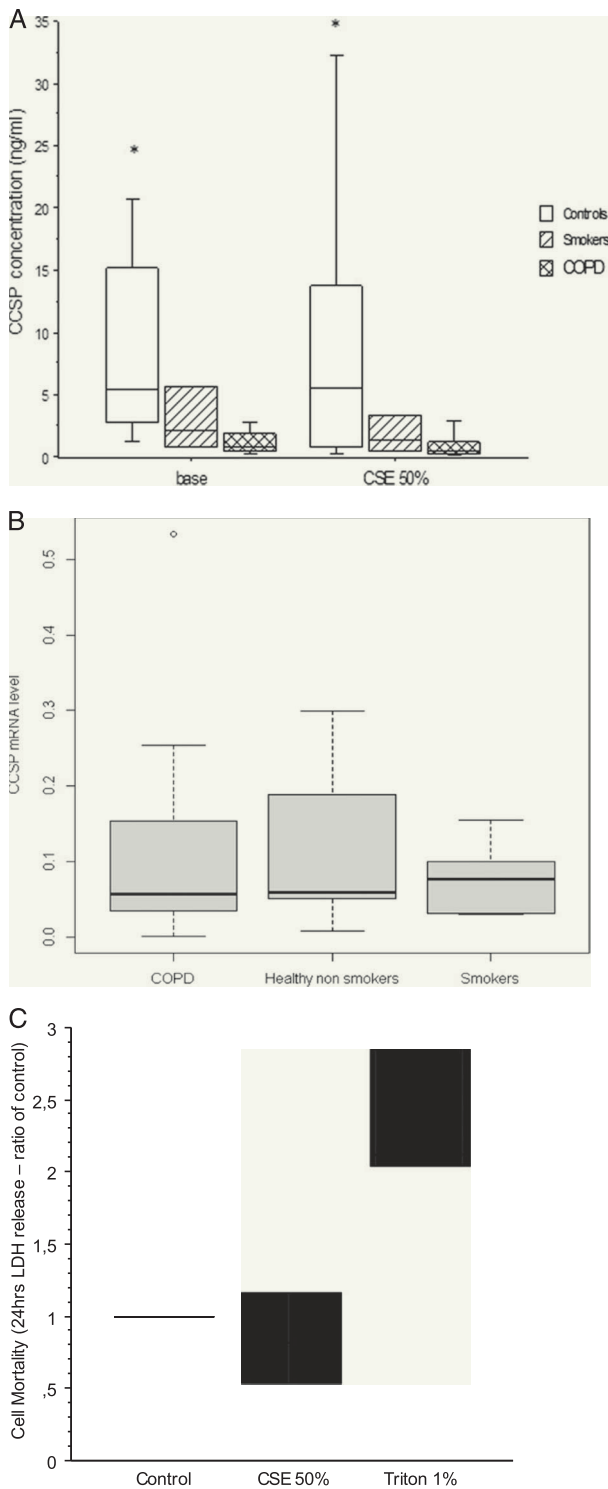 A
CCSP concentration (ng/ml)
35
30
25
20
15
10
5
0
*
*
Controls
Smokers
COPD
base
CSE 50%
B
CCSP mRNA level
0.5
0.4
0.3
0.2
0.1
0.0
COPD
Healthy non smokers
Smokers
C
Cell Mortality (24hrs LDH release – ratio of control)
3
2,5
2
1,5
1
,5
0
Control
CSE 50%
Triton 1%